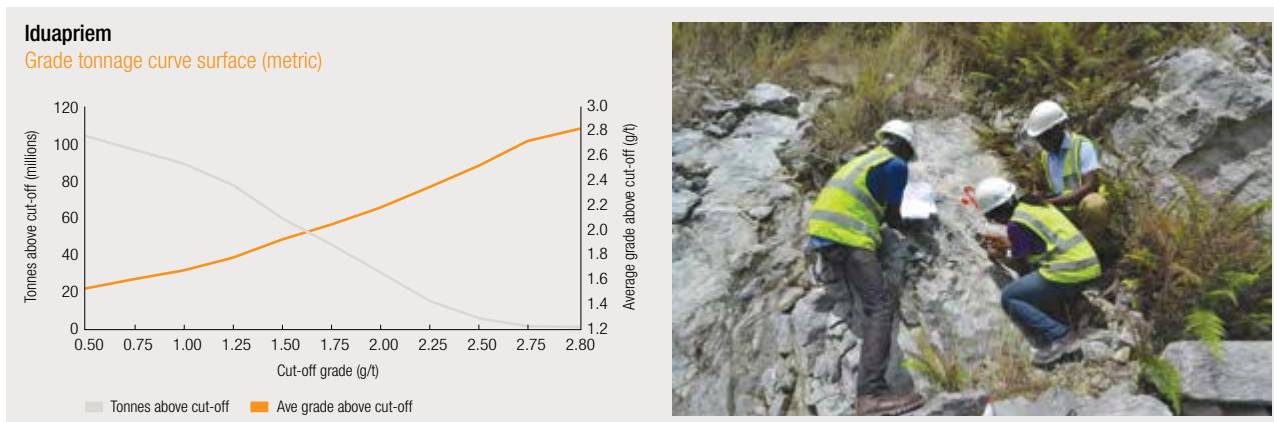 Iduapriem
Grade tonnage curve surface (metric)
Tonnes above cut-off (millions)
120
100
80
60
40
20
0
3.0
2.8
2.6
2.4
2.2
2.0
1.8
1.6
1.4
1.2
Average grade above cut-off (g/t)
0.50 0.75 1.00 1.25 1.50 1.75 2.00 2.25 2.50 2.75 2.80
Cut-off grade (g/t)
Tonnes above cut-off Ave grade above cut-off